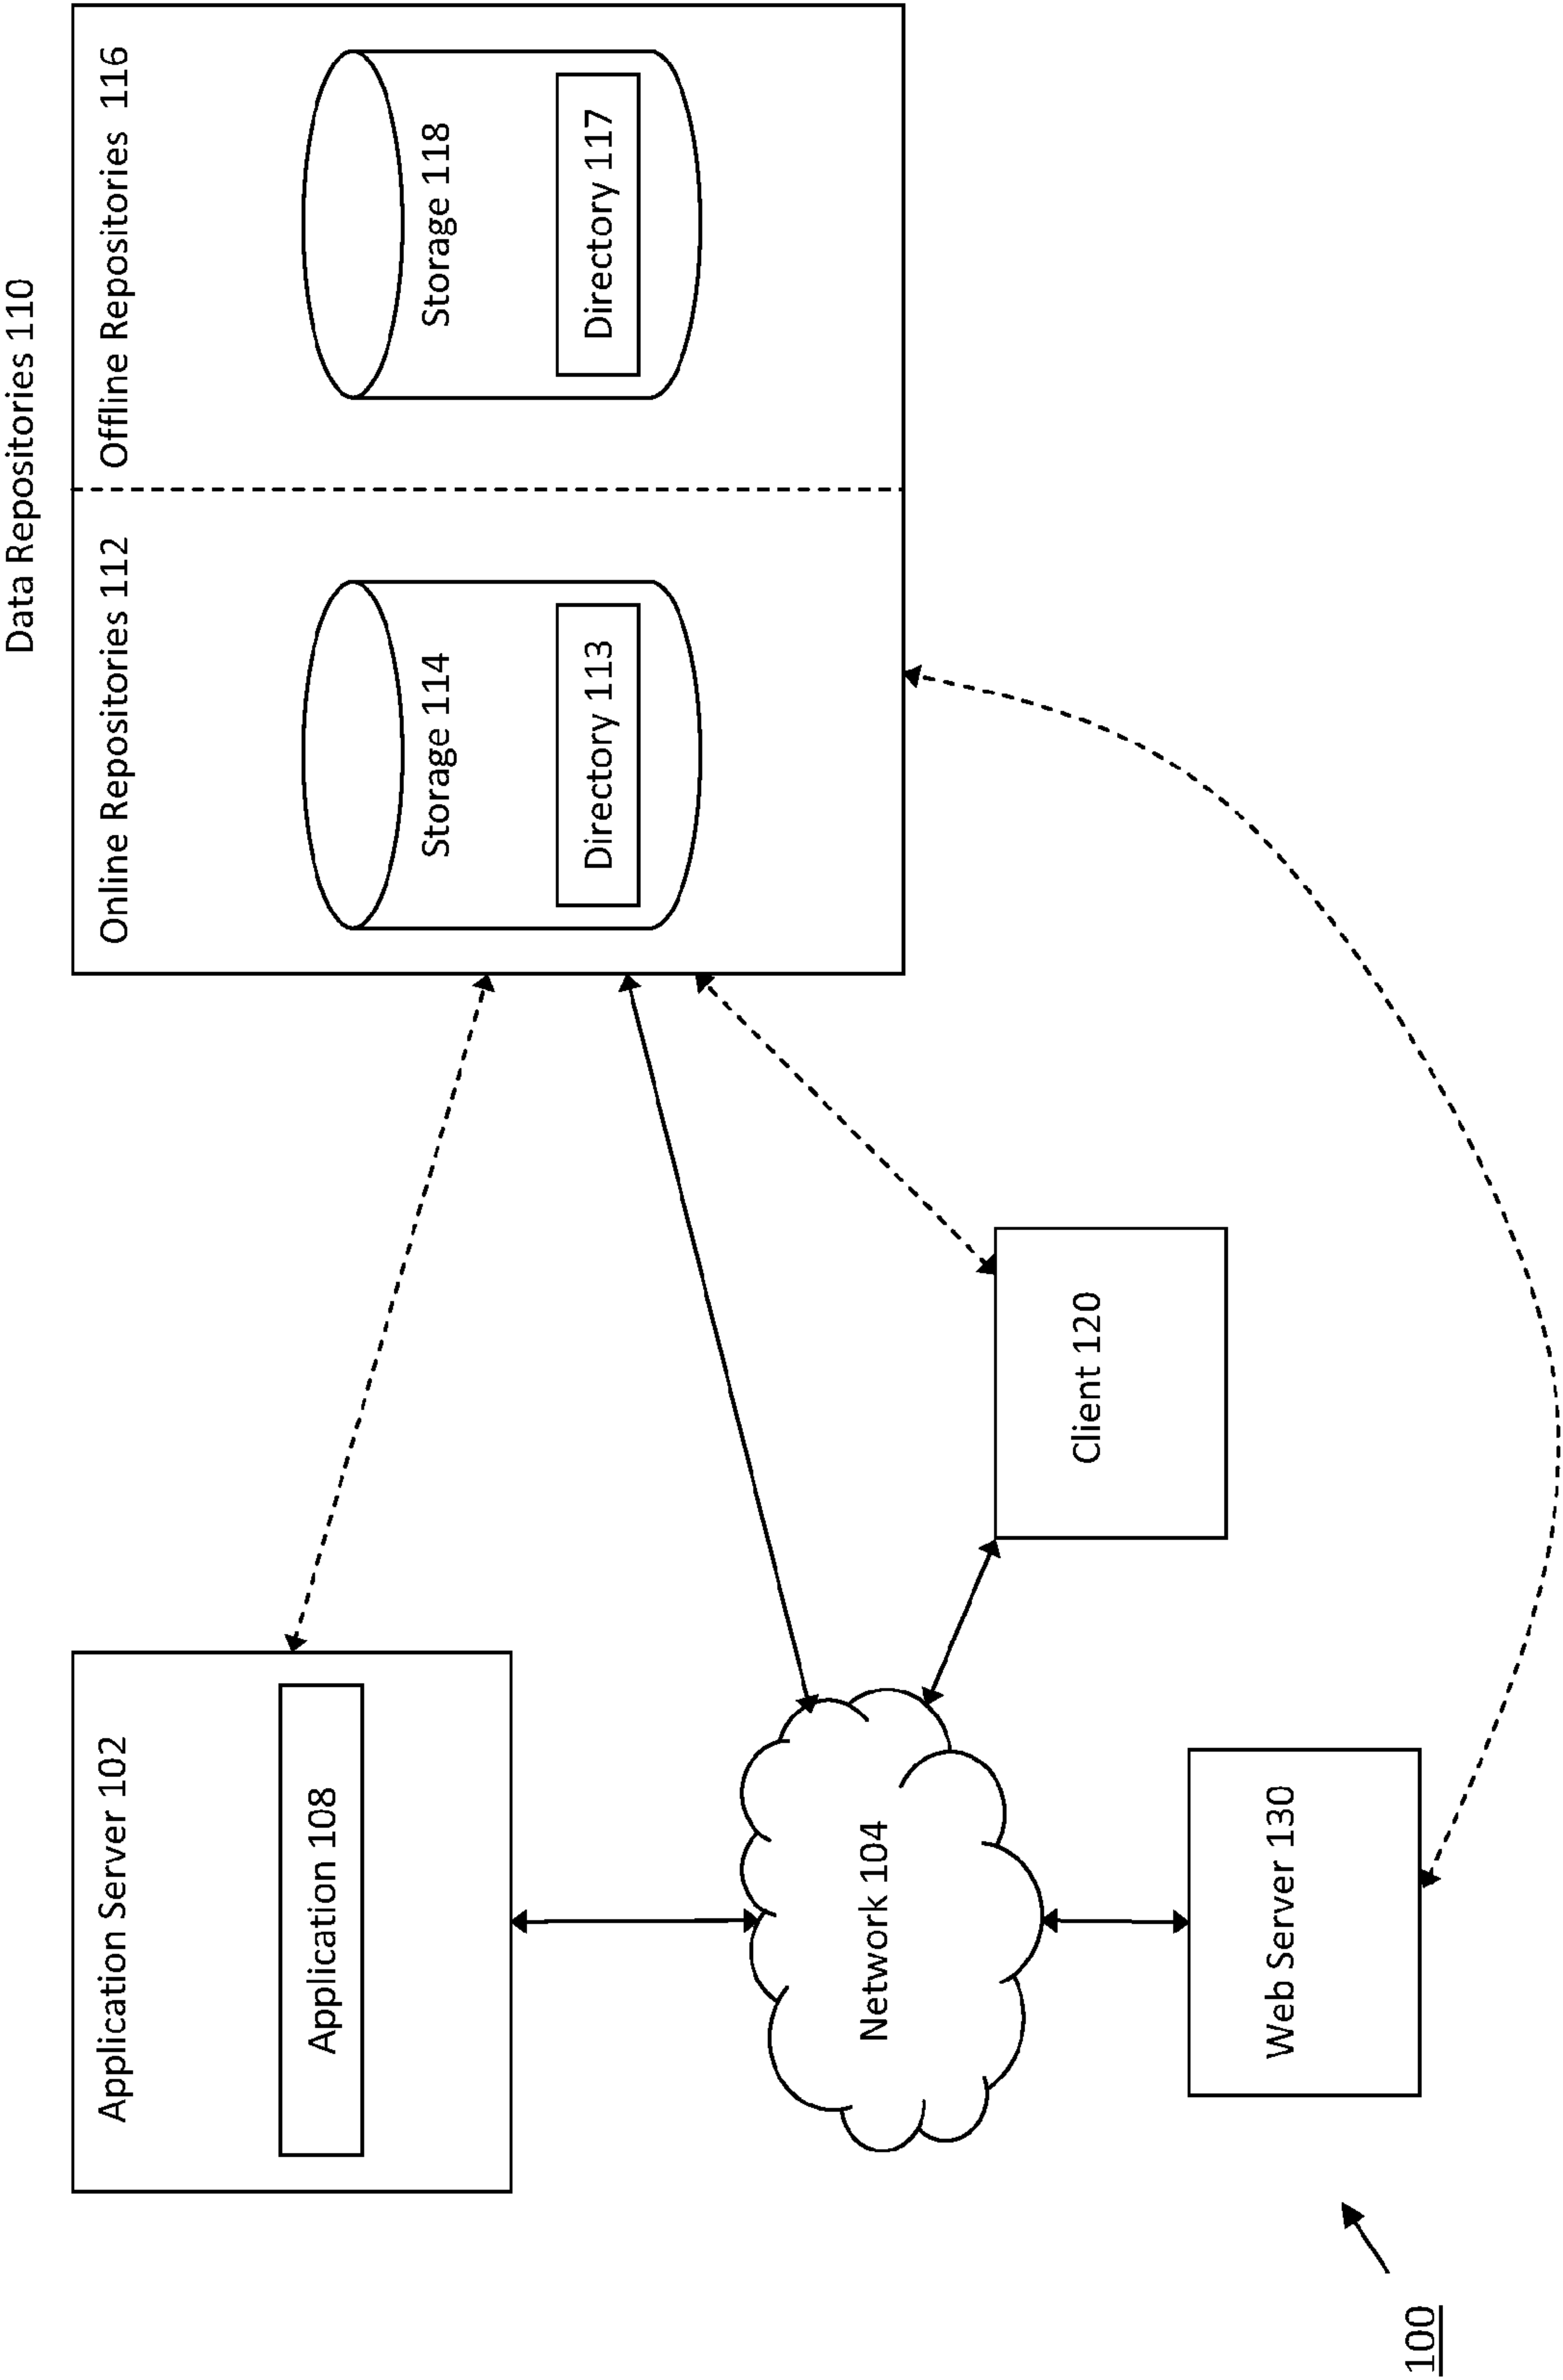 Data Repositories 110
Application Server 102
Application 108
Online Repositories 112
Offline Repositories 116
Storage 114
Directory 113
Storage 118
Directory 117
Network 104
Client 120
Web Server 130
100